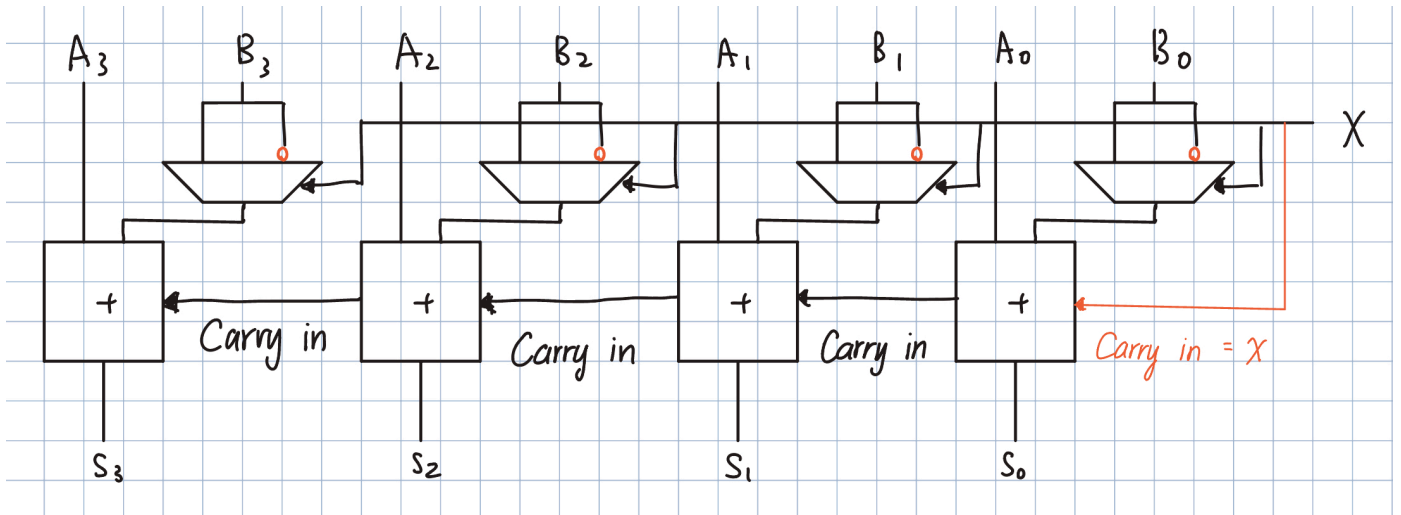 A3 B3 A2 B2 A1 B1 A0 B0
X
+ + + +
Carry in Carry in Carry in Carry in = X
S3 S2 S1 S0